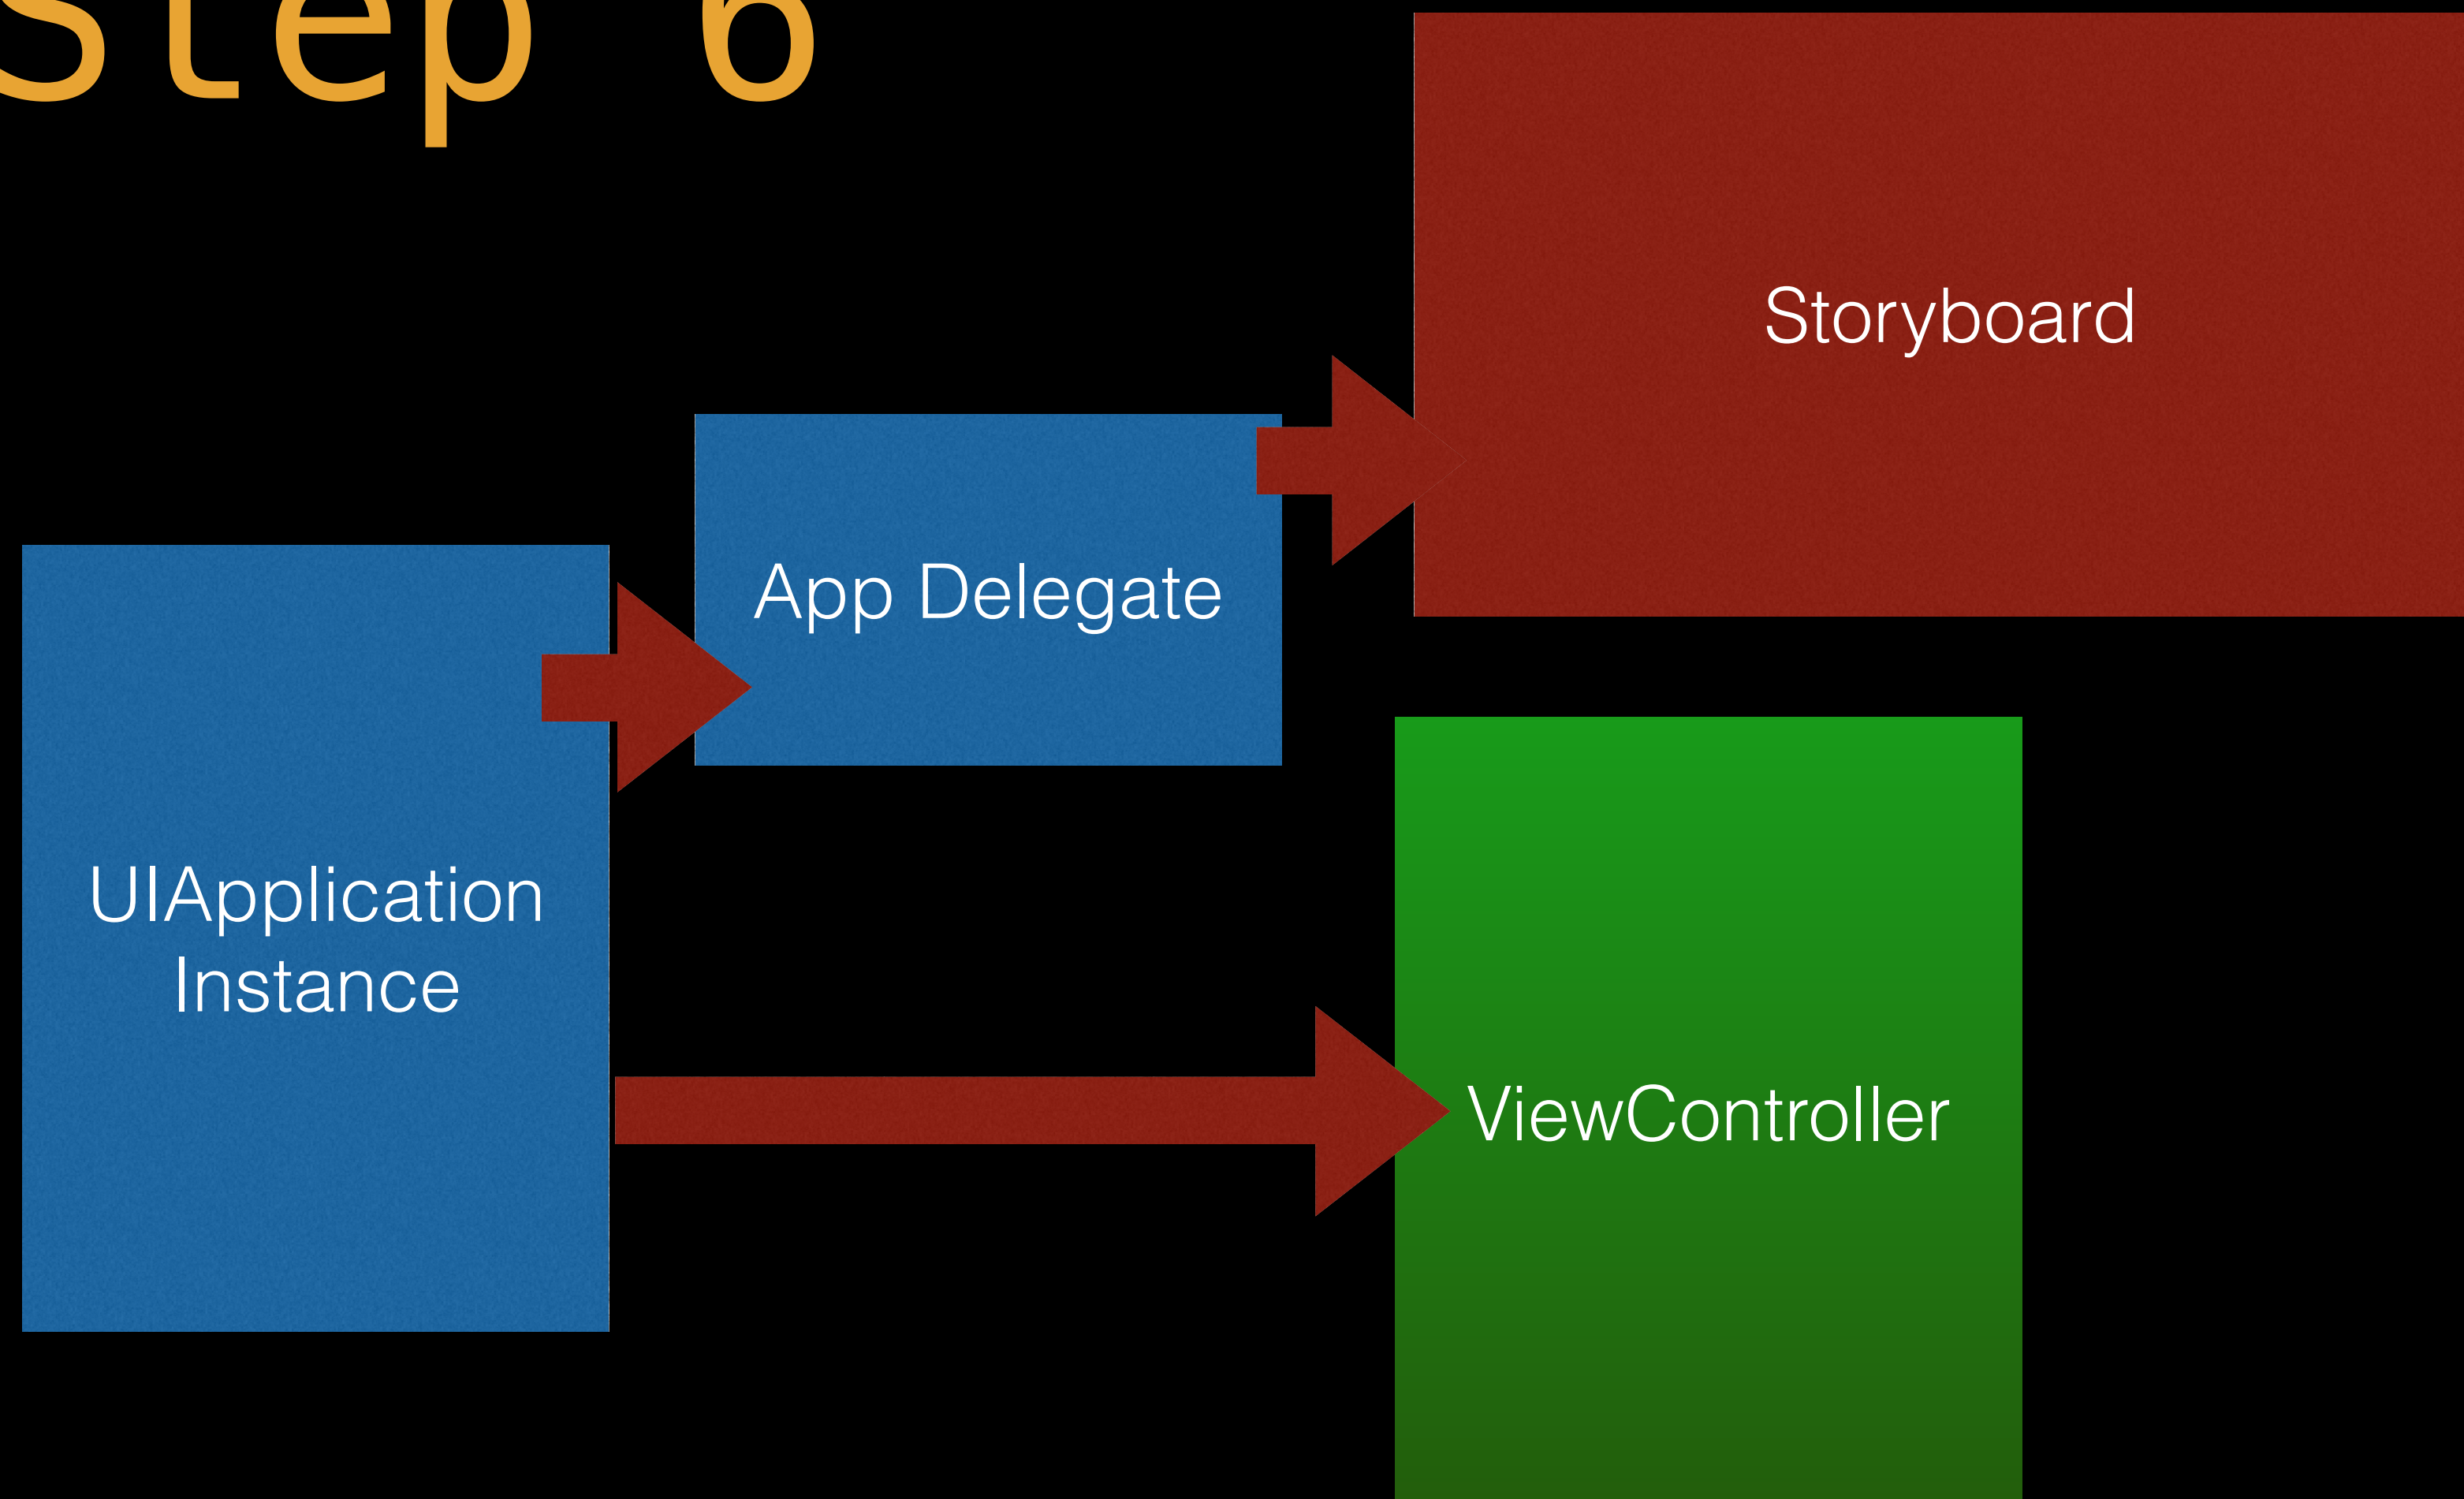 Step 6
Storyboard
App Delegate
UIApplication
Instance
ViewController